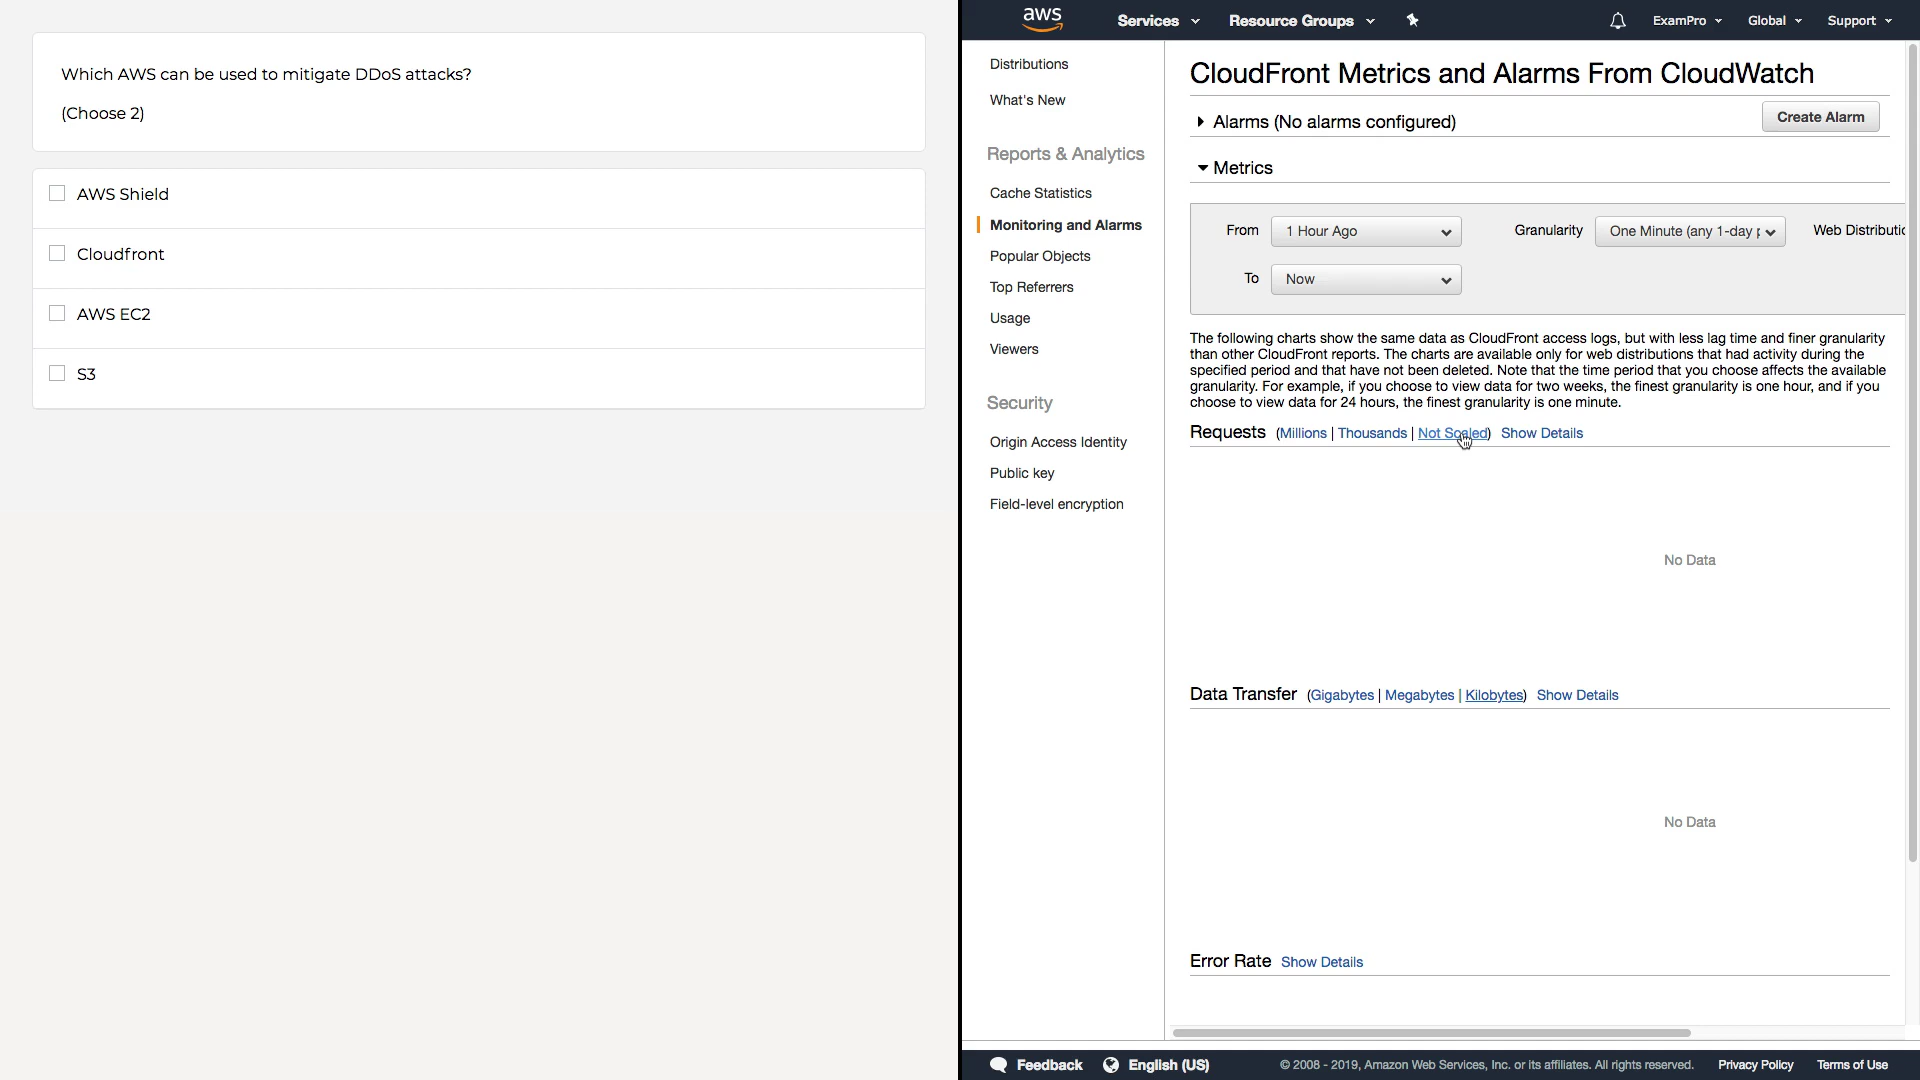 Which AWS can be used to mitigate DDoS attacks?
(Choose 2)
AWS Shield
Cloudfront
AWS EC2
S3
aws
Services
Resource Groups
ExamPro
Global
Support
Distributions
What's New
Reports & Analytics
Cache Statistics
Monitoring and Alarms
Popular Objects
Top Referrers
Usage
Viewers
Security
Origin Access Identity
Public key
Field-level encryption
CloudFront Metrics and Alarms From CloudWatch
Alarms (No alarms configured)
Create Alarm
Metrics
From 1 Hour Ago Granularity One Minute (any 1-day p Web Distributio
To Now
The following charts show the same data as CloudFront access logs, but with less lag time and finer granularity
than other CloudFront reports. The charts are available only for web distributions that had activity during the
specified period and that have not been deleted. Note that the time period that you choose affects the available
granularity. For example, if you choose to view data for two weeks, the finest granularity is one hour, and if you
choose to view data for 24 hours, the finest granularity is one minute.
Requests (Millions | Thousands | Not Scaled) Show Details
No Data
Data Transfer (Gigabytes | Megabytes | Kilobytes) Show Details
No Data
Error Rate Show Details
Feedback
English (US)
© 2008 - 2019, Amazon Web Services, Inc. or its affiliates. All rights reserved.
Privacy Policy
Terms of Use